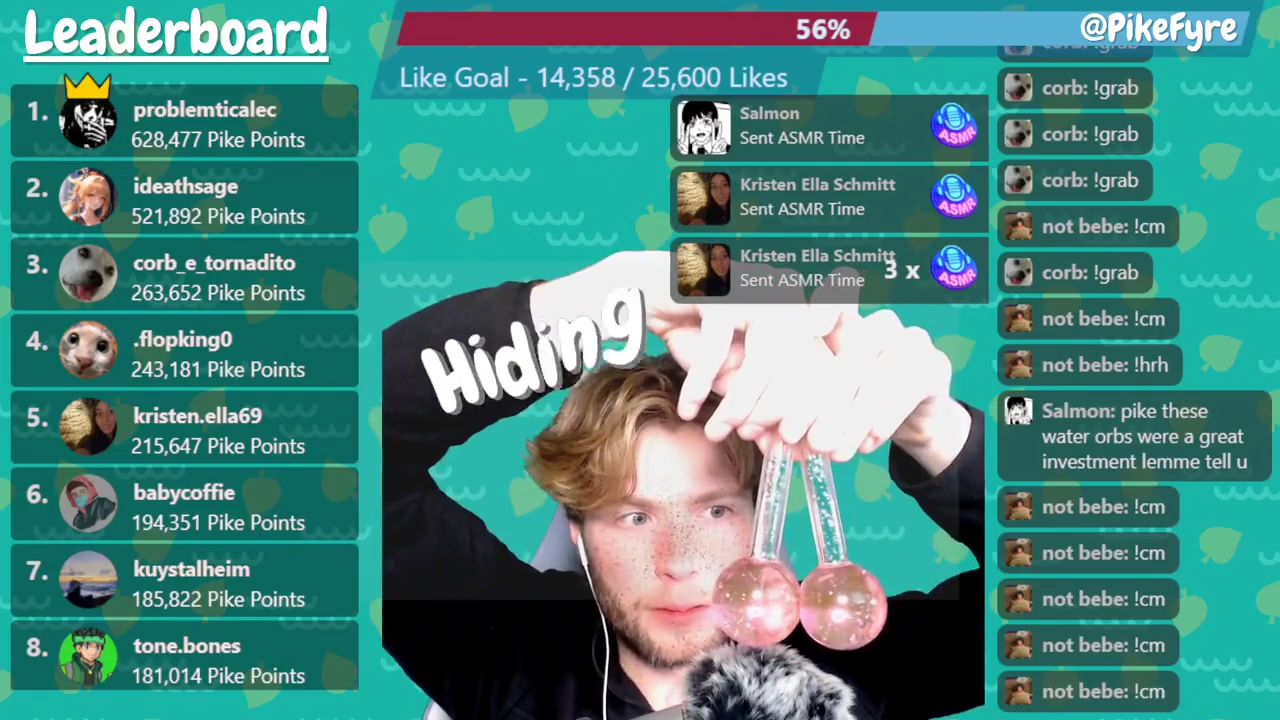 Leaderboard
1. problemticalec
628,477 Pike Points
2. ideathsage
521,892 Pike Points
3. corb_e_tornadito
263,652 Pike Points
4. .flopking0
243,181 Pike Points
5. kristen.ella69
215,647 Pike Points
6. babycoffie
194,351 Pike Points
7. kuystalheim
185,822 Pike Points
8. tone.bones
181,014 Pike Points
56%
@PikeFyre
Like Goal - 14,358 / 25,600 Likes
Salmon
Sent ASMR Time
ASMR
Kristen Ella Schmitt
Sent ASMR Time
ASMR
Kristen Ella Schmitt
Sent ASMR Time
3 x
ASMR
Hiding
corb: !grab
corb: !grab
corb: !grab
corb: !grab
not bebe: !cm
corb: !grab
not bebe: !cm
not bebe: !hrh
Salmon: pike these
water orbs were a great
investment lemme tell u
not bebe: !cm
not bebe: !cm
not bebe: !cm
not bebe: !cm
not bebe: !cm